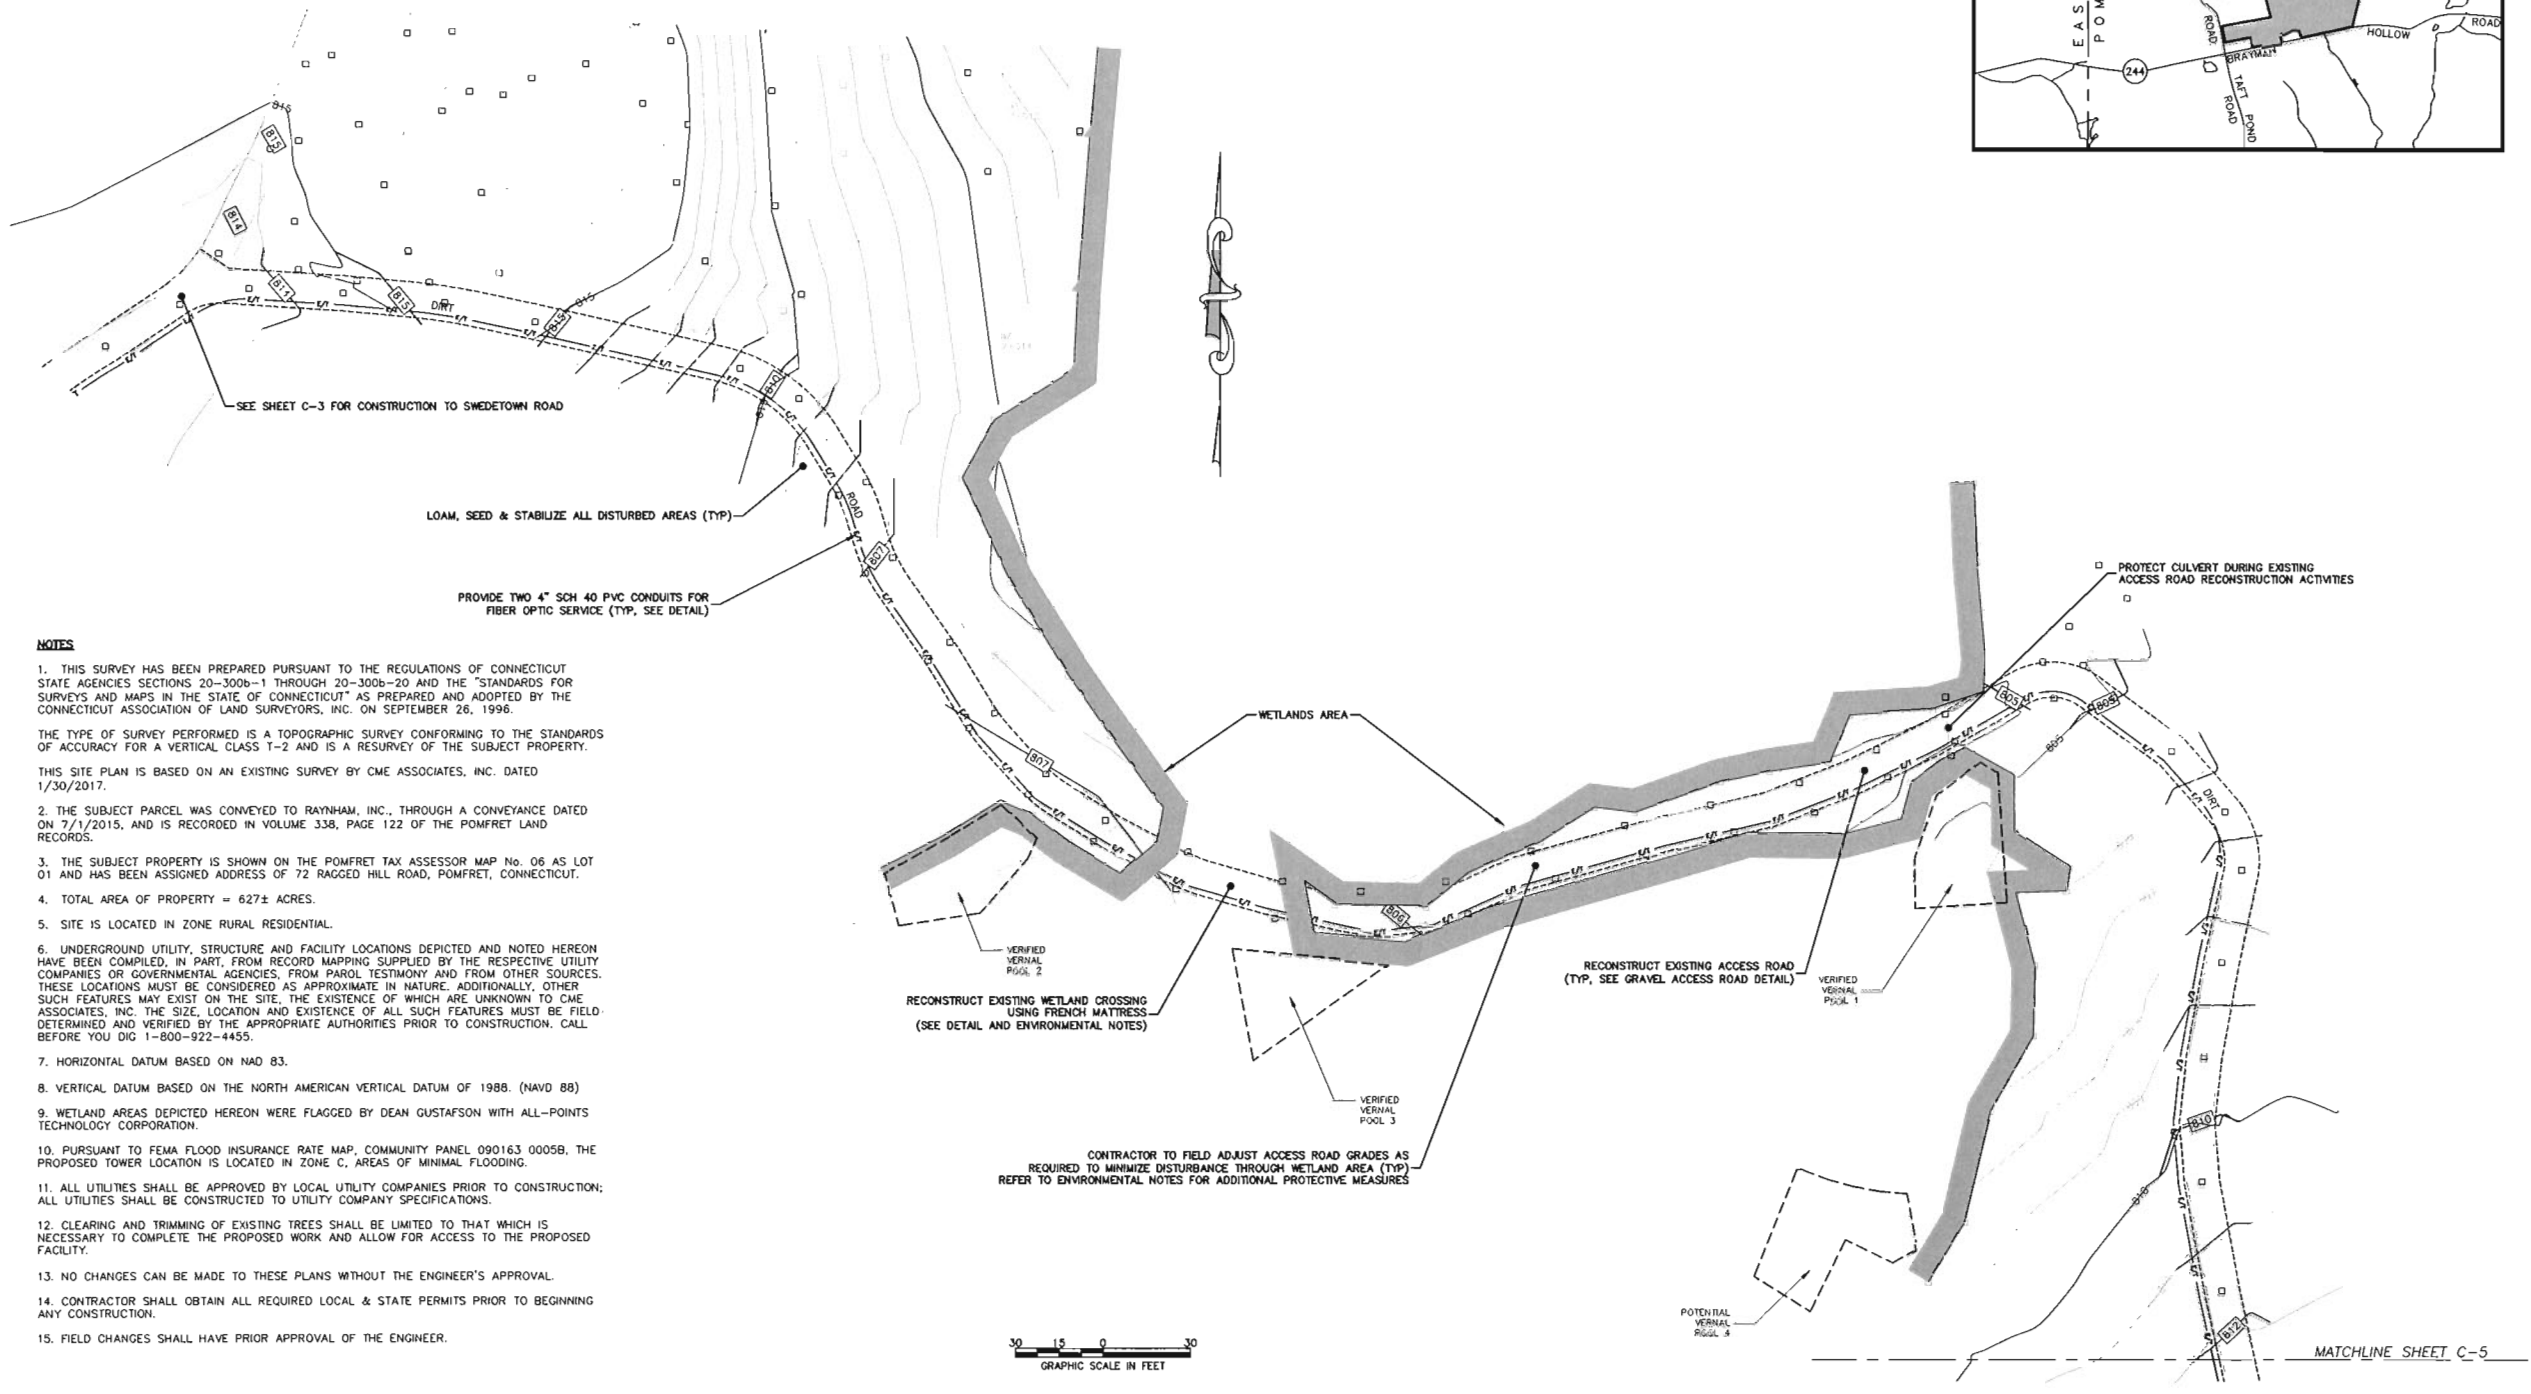 EAS
POM
ROAD
BRAYMAN
HOLLOW
ROAD
244
TAFT
POND
ROAD
815
815
814
811
815
DIRT
815
815
810
810
ROAD
807
807
806
805
805
805
DIRT
810
810
812
SEE SHEET C-3 FOR CONSTRUCTION TO SWEDETOWN ROAD
LOAM, SEED & STABILIZE ALL DISTURBED AREAS (TYP)
PROVIDE TWO 4" SCH 40 PVC CONDUITS FOR
FIBER OPTIC SERVICE (TYP, SEE DETAIL)
PROTECT CULVERT DURING EXISTING
ACCESS ROAD RECONSTRUCTION ACTIVITIES
WETLANDS AREA
VERIFIED
VERNAL
POOL 2
RECONSTRUCT EXISTING WETLAND CROSSING
USING FRENCH MATTRESS
(SEE DETAIL AND ENVIRONMENTAL NOTES)
RECONSTRUCT EXISTING ACCESS ROAD
(TYP, SEE GRAVEL ACCESS ROAD DETAIL)
VERIFIED
VERNAL
POOL 1
VERIFIED
VERNAL
POOL 3
CONTRACTOR TO FIELD ADJUST ACCESS ROAD GRADES AS
REQUIRED TO MINIMIZE DISTURBANCE THROUGH WETLAND AREA (TYP)
REFER TO ENVIRONMENTAL NOTES FOR ADDITIONAL PROTECTIVE MEASURES
POTENTIAL
VERNAL
POOL 4
NOTES
1. THIS SURVEY HAS BEEN PREPARED PURSUANT TO THE REGULATIONS OF CONNECTICUT
STATE AGENCIES SECTIONS 20-300b-1 THROUGH 20-300b-20 AND THE "STANDARDS FOR
SURVEYS AND MAPS IN THE STATE OF CONNECTICUT" AS PREPARED AND ADOPTED BY THE
CONNECTICUT ASSOCIATION OF LAND SURVEYORS, INC. ON SEPTEMBER 26, 1996.
THE TYPE OF SURVEY PERFORMED IS A TOPOGRAPHIC SURVEY CONFORMING TO THE STANDARDS
OF ACCURACY FOR A VERTICAL CLASS T-2 AND IS A RESURVEY OF THE SUBJECT PROPERTY.
THIS SITE PLAN IS BASED ON AN EXISTING SURVEY BY CME ASSOCIATES, INC. DATED
1/30/2017.
2. THE SUBJECT PARCEL WAS CONVEYED TO RAYNHAM, INC., THROUGH A CONVEYANCE DATED
ON 7/1/2015, AND IS RECORDED IN VOLUME 338, PAGE 122 OF THE POMFRET LAND
RECORDS.
3. THE SUBJECT PROPERTY IS SHOWN ON THE POMFRET TAX ASSESSOR MAP No. 06 AS LOT
01 AND HAS BEEN ASSIGNED ADDRESS OF 72 RAGGED HILL ROAD, POMFRET, CONNECTICUT.
4. TOTAL AREA OF PROPERTY = 627± ACRES.
5. SITE IS LOCATED IN ZONE RURAL RESIDENTIAL.
6. UNDERGROUND UTILITY, STRUCTURE AND FACILITY LOCATIONS DEPICTED AND NOTED HEREON
HAVE BEEN COMPILED, IN PART, FROM RECORD MAPPING SUPPLIED BY THE RESPECTIVE UTILITY
COMPANIES OR GOVERNMENTAL AGENCIES, FROM PAROL TESTIMONY AND FROM OTHER SOURCES.
THESE LOCATIONS MUST BE CONSIDERED AS APPROXIMATE IN NATURE. ADDITIONALLY, OTHER
SUCH FEATURES MAY EXIST ON THE SITE, THE EXISTENCE OF WHICH ARE UNKNOWN TO CME
ASSOCIATES, INC. THE SIZE, LOCATION AND EXISTENCE OF ALL SUCH FEATURES MUST BE FIELD
DETERMINED AND VERIFIED BY THE APPROPRIATE AUTHORITIES PRIOR TO CONSTRUCTION. CALL
BEFORE YOU DIG 1-800-922-4455.
7. HORIZONTAL DATUM BASED ON NAD 83.
8. VERTICAL DATUM BASED ON THE NORTH AMERICAN VERTICAL DATUM OF 1988. (NAVD 88)
9. WETLAND AREAS DEPICTED HEREON WERE FLAGGED BY DEAN GUSTAFSON WITH ALL-POINTS
TECHNOLOGY CORPORATION.
10. PURSUANT TO FEMA FLOOD INSURANCE RATE MAP, COMMUNITY PANEL 090163 0005B, THE
PROPOSED TOWER LOCATION IS LOCATED IN ZONE C, AREAS OF MINIMAL FLOODING.
11. ALL UTILITIES SHALL BE APPROVED BY LOCAL UTILITY COMPANIES PRIOR TO CONSTRUCTION;
ALL UTILITIES SHALL BE CONSTRUCTED TO UTILITY COMPANY SPECIFICATIONS.
12. CLEARING AND TRIMMING OF EXISTING TREES SHALL BE LIMITED TO THAT WHICH IS
NECESSARY TO COMPLETE THE PROPOSED WORK AND ALLOW FOR ACCESS TO THE PROPOSED
FACILITY.
13. NO CHANGES CAN BE MADE TO THESE PLANS WITHOUT THE ENGINEER'S APPROVAL.
14. CONTRACTOR SHALL OBTAIN ALL REQUIRED LOCAL & STATE PERMITS PRIOR TO BEGINNING
ANY CONSTRUCTION.
15. FIELD CHANGES SHALL HAVE PRIOR APPROVAL OF THE ENGINEER.
30 15 0 30
GRAPHIC SCALE IN FEET
MATCHLINE SHEET C-5